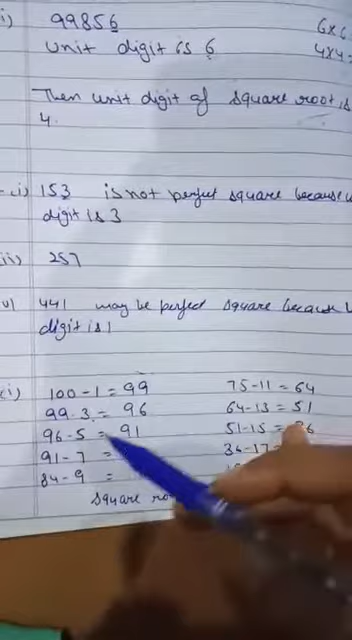 i) 99856 6x6
unit digit is 6 4x4=
Then unit digit of square root is
4.
i) 153 is not perfect square because
digit is 3
iii) 257
441 may be perfect square because
digit is 1
i) 100-1=99 75-11=64
99-3= 96 64-13=51
96-5=91 51-15=36
91-7= 36-17
84-9 =
square